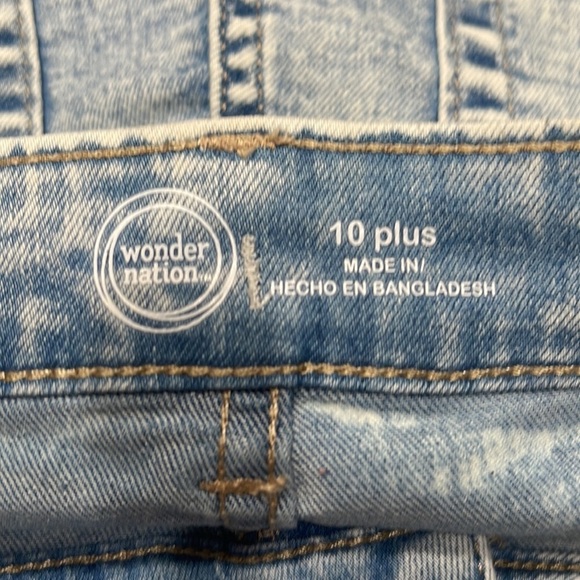 wonder
nation
10 plus
MADE IN/
HECHO EN BANGLADESH